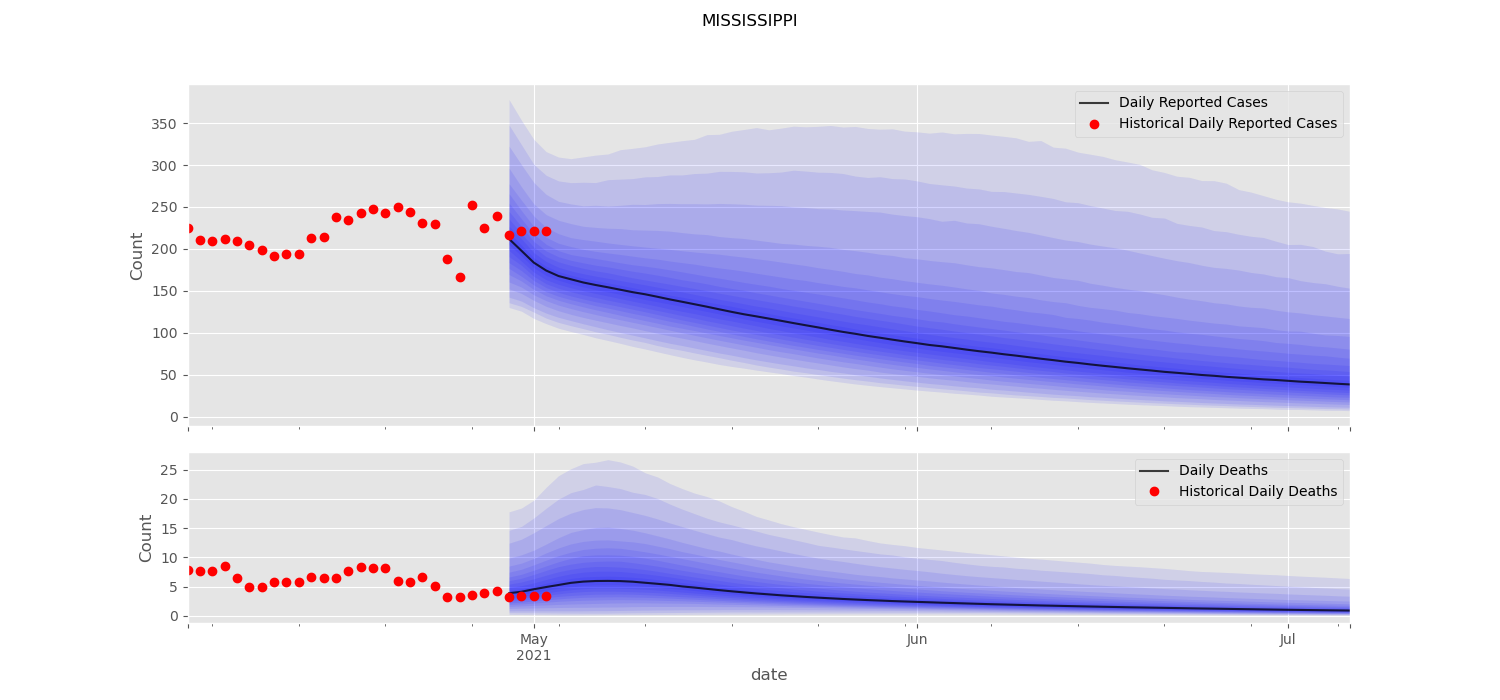 MISSISSIPPI
Daily Reported Cases
Historical Daily Reported Cases
350
300
250
200
150
100
50
0
Count
Daily Deaths
Historical Daily Deaths
25
20
15
10
5
0
Count
May
2021
Jun
Jul
date